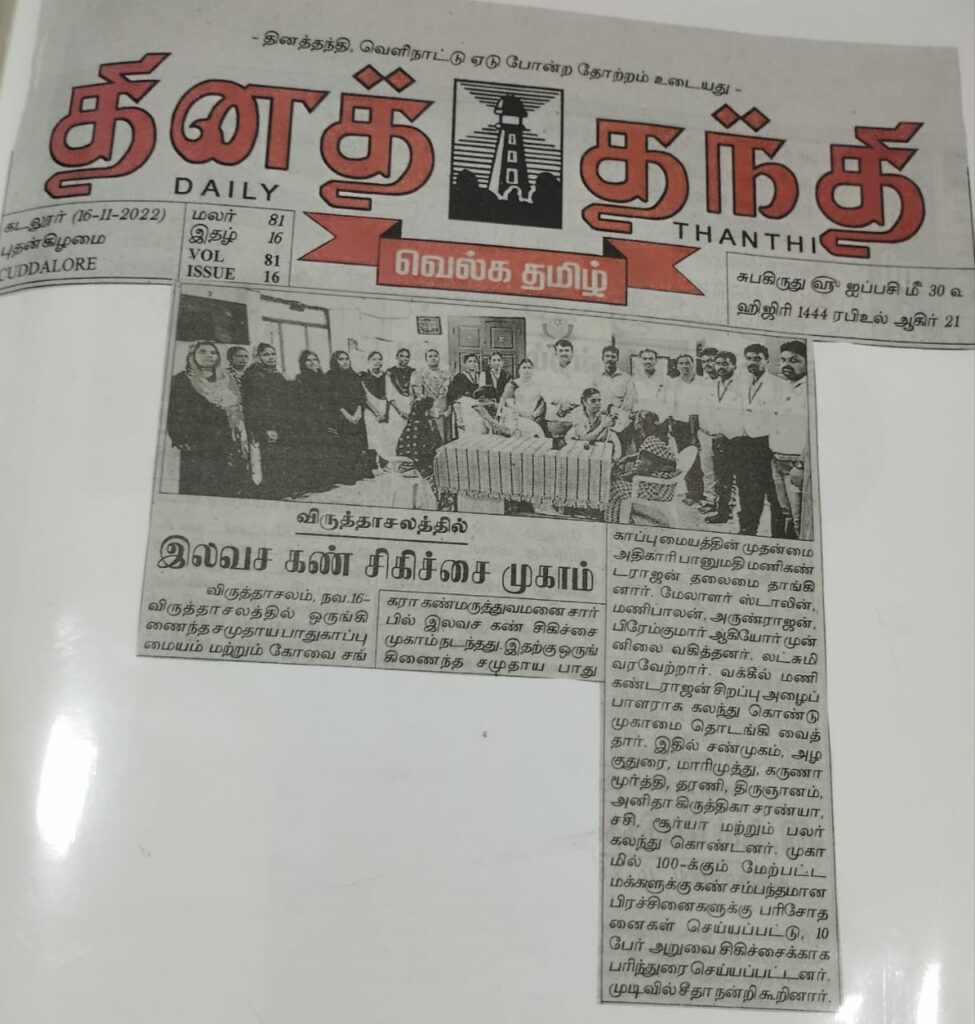 - தினத்தந்தி, வெளிநாட்டு ஏடு போன்ற தோற்றம் உடையது -
தினத் தந்தி
DAILY THANTHI
கடலூர் (16-11-2022)
புதன்கிழமை
CUDDALORE
மலர் 81
இதழ் 16
VOL 81
ISSUE 16
வெல்க தமிழ்
சுபகிருது ௵ ஐப்பசி மீ 30 வ
ஹிஜிரி 1444 ரபிஉல் ஆகிர் 21
விருத்தாசலத்தில்
இலவச கண் சிகிச்சை முகாம்
விருத்தாசலம், நவ.16-
விருத்தாசலத்தில் ஒருங்கி
ணைந்த சமுதாய பாதுகாப்பு
மையம் மற்றும் கோவை சங்
கரா கண்மருத்துவமனை சார்
பில் இலவச கண் சிகிச்சை
முகாம் நடந்தது. இதற்கு ஒருங்
கிணைந்த சமுதாய பாது
காப்பு மையத்தின் முதன்மை
அதிகாரி பானுமதி மணிகண்
டராஜன் தலைமை தாங்கி
னார். மேலாளர் ஸ்டாலின்,
மணிபாலன், அருண்ராஜன்,
பிரேம்குமார் ஆகியோர் முன்
னிலை வகித்தனர். லட்சுமி
வரவேற்றார். வக்கீல் மணி
கண்டராஜன் சிறப்பு அழைப்
பாளராக கலந்து கொண்டு
முகாமை தொடங்கி வைத்
தார். இதில் சண்முகம், அழ
குதுரை, மாரிமுத்து, கருணா
மூர்த்தி, தரணி, திருஞானம்,
அனிதா கிருத்திகா சரண்யா,
சசி, சூர்யா மற்றும் பலர்
கலந்து கொண்டனர். முகா
மில் 100-க்கும் மேற்பட்ட
மக்களுக்கு கண் சம்பந்தமான
பிரச்சினைகளுக்கு பரிசோத
னைகள் செய்யப்பட்டு, 10
பேர் அறுவை சிகிச்சைக்காக
பரிந்துரை செய்யப்பட்டனர்.
முடிவில் சீதா நன்றி கூறினார்.